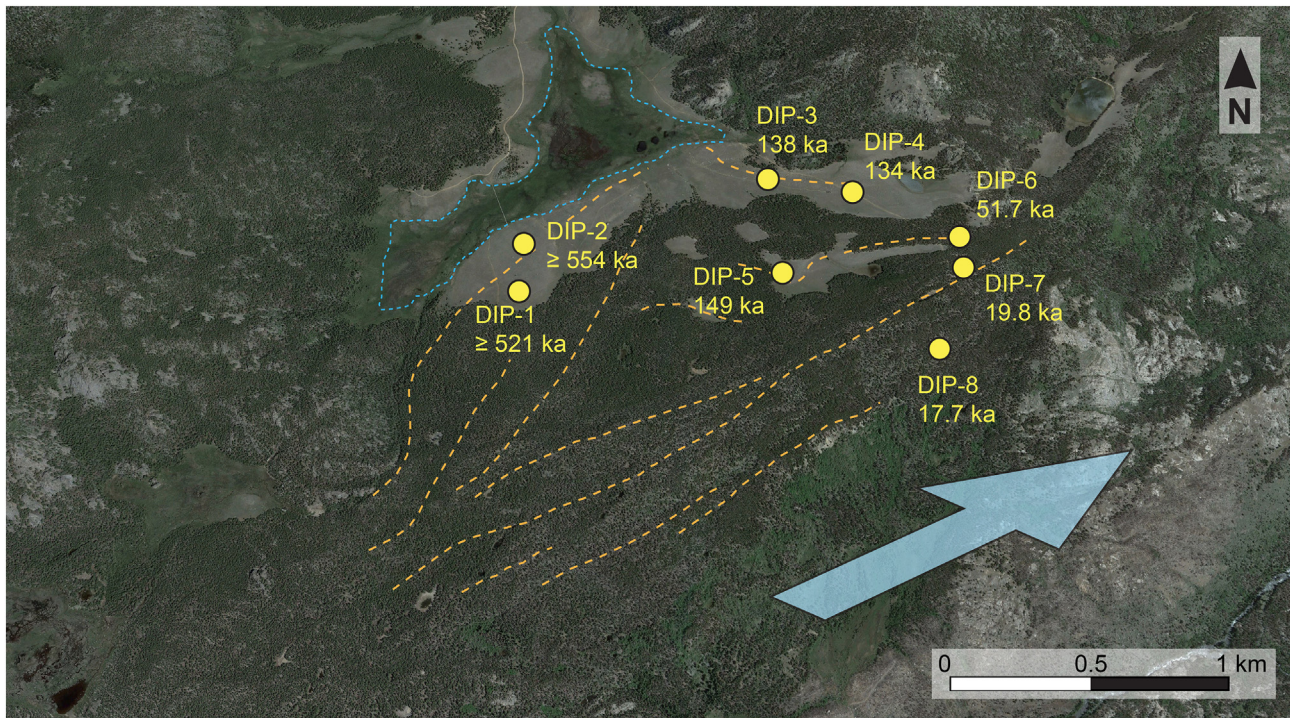 N
DIP-3
138 ka
DIP-4
134 ka
DIP-6
51.7 ka
DIP-2
≥ 554 ka
DIP-5
149 ka
DIP-7
19.8 ka
DIP-1
≥ 521 ka
DIP-8
17.7 ka
0 0.5 1 km